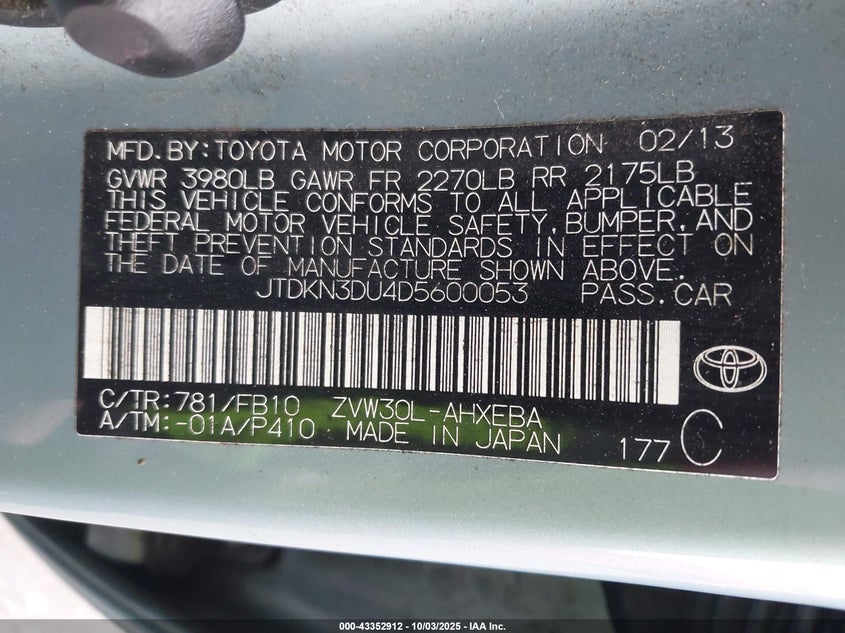 MFD.BY:TOYOTA MOTOR CORPORATION 02/13
GVWR 3980LB GAWR FR 2270LB RR 2175LB
THIS VEHICLE CONFORMS TO ALL APPLICABLE
FEDERAL MOTOR VEHICLE SAFETY,BUMPER,AND
THEFT PREVENTION STANDARDS IN EFFECT ON
THE DATE OF MANUFACTURE SHOWN ABOVE.
JTDKN3DU4D5600053 PASS.CAR
C/TR:781/FB10 ZVW30L-AHXEBA
A/TM:-01A/P410 MADE IN JAPAN 177 C
000-43352912 - 10/03/2025 - IAA Inc.